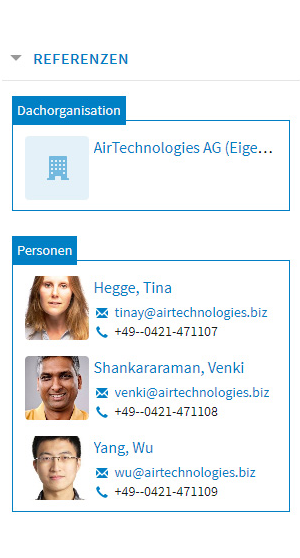 REFERENZEN
Dachorganisation
AirTechnologies AG (Eige...
Personen
Hegge, Tina
tinay@airtechnologies.biz
+49--0421-471107
Shankararaman, Venki
venki@airtechnologies.biz
+49--0421-471108
Yang, Wu
wu@airtechnologies.biz
+49--0421-471109